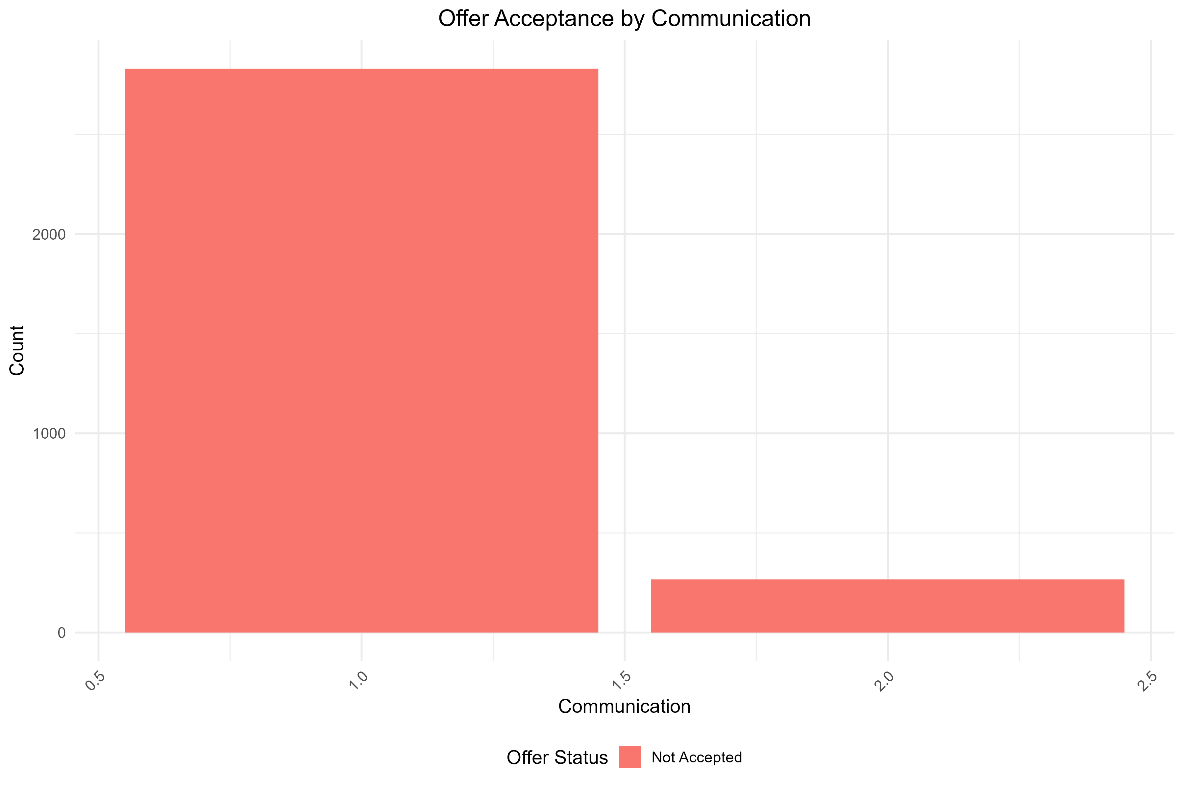 Offer Acceptance by Communication
Count
2000
1000
0
0.5
1.0
1.5
2.0
2.5
Communication
Offer Status
Not Accepted